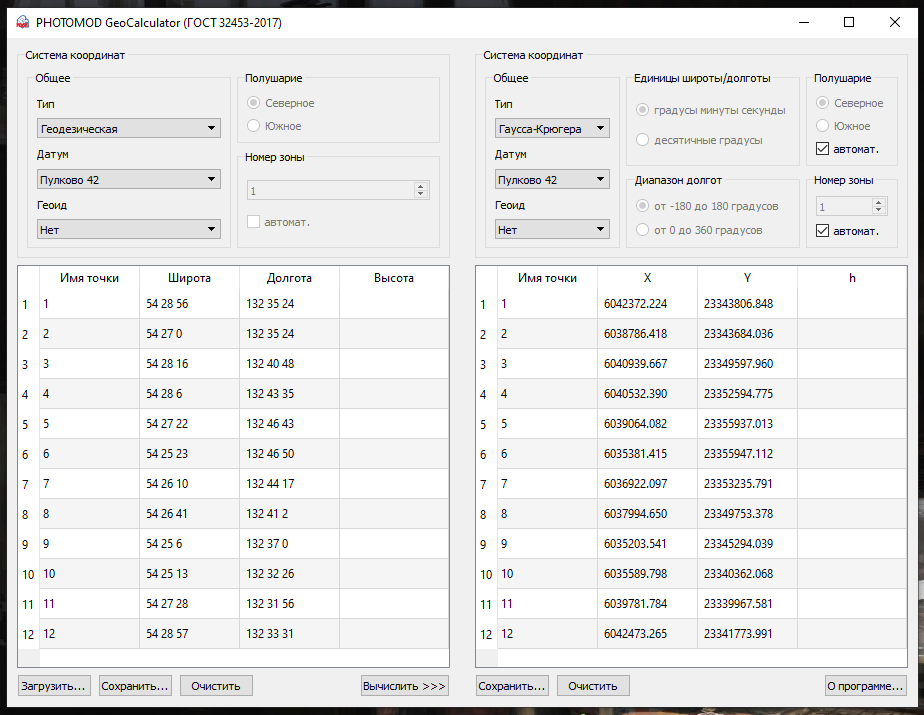 PHOTOMOD GeoCalculator (ГОСТ 32453-2017)
Система координат
Общее
Тип
Геодезическая
Датум
Пулково 42
Геоид
Нет
Полушарие
Северное
Южное
Номер зоны
1
автомат.
Имя точки Широта Долгота Высота
1 1 54 28 56 132 35 24
2 2 54 27 0 132 35 24
3 3 54 28 16 132 40 48
4 4 54 28 6 132 43 35
5 5 54 27 22 132 46 43
6 6 54 25 23 132 46 50
7 7 54 26 10 132 44 17
8 8 54 26 41 132 41 2
9 9 54 25 6 132 37 0
10 10 54 25 13 132 32 26
11 11 54 27 28 132 31 56
12 12 54 28 57 132 33 31
Загрузить... Сохранить... Очистить Вычислить >>>
Система координат
Общее
Тип
Гаусса-Крюгера
Датум
Пулково 42
Геоид
Нет
Единицы широты/долготы
градусы минуты секунды
десятичные градусы
Диапазон долгот
от -180 до 180 градусов
от 0 до 360 градусов
Полушарие
Северное
Южное
автомат.
Номер зоны
1
автомат.
Имя точки X Y h
1 1 6042372.224 23343806.848
2 2 6038786.418 23343684.036
3 3 6040939.667 23349597.960
4 4 6040532.390 23352594.775
5 5 6039064.082 23355937.013
6 6 6035381.415 23355947.112
7 7 6036922.097 23353235.791
8 8 6037994.650 23349753.378
9 9 6035203.541 23345294.039
10 10 6035589.798 23340362.068
11 11 6039781.784 23339967.581
12 12 6042473.265 23341773.991
Сохранить... Очистить О программе...